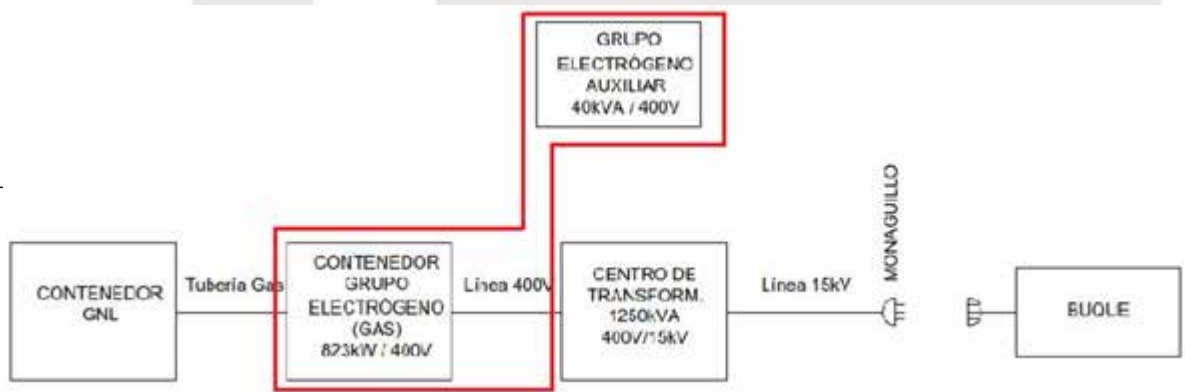 GRUPO
ELECTRÓGENO
AUXILIAR
40kVA / 400V
CONTENEDOR
GNL
Tubería Gas
CONTENEDOR
GRUPO
ELECTRÓGENO
(GAS)
823kW / 400V
Línea 400V
CENTRO DE
TRANSFORM.
1250kVA
400V/15kV
Línea 15kV
MONAGUILLO
BUQUE